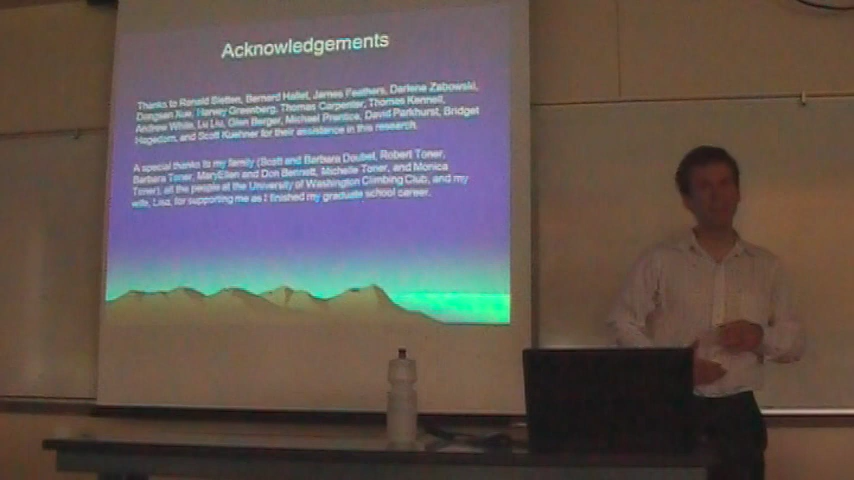 Acknowledgements
Thanks to Ronald Sletten, Bernard Hallet, James Feathers, Darlene Zabowski,
Dongsen Xue, Harvey Greenberg, Thomas Carpenter, Thomas Kennell,
Andrew White, Lu Liu, Glen Berger, Michael Prentice, David Parkhurst, Bridget
Hagedorn, and Scott Kuehner for their assistance in this research.
A special thanks to my family (Scott and Barbara Doubet, Robert Toner,
Barbara Toner, MaryEllen and Don Bennett, Michelle Toner, and Monica
Toner), all the people at the University of Washington Climbing Club, and my
wife, Lisa, for supporting me as I finished my graduate school career.